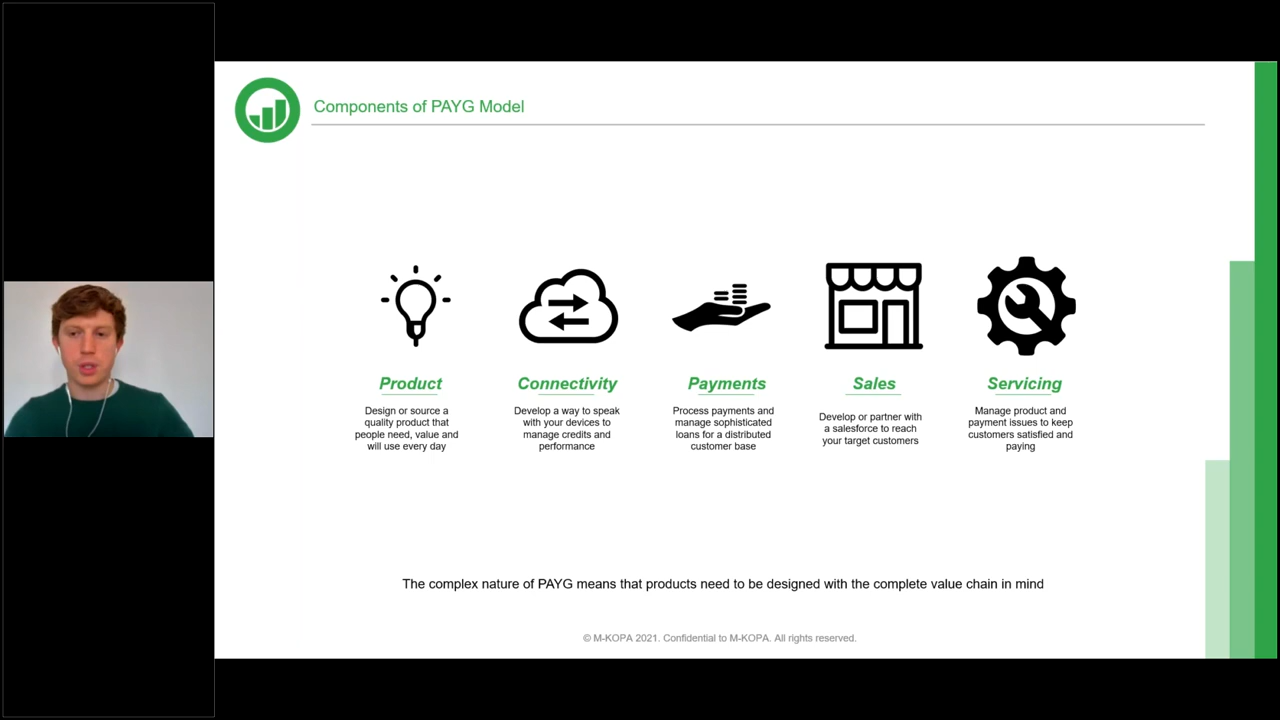 Components of PAYG Model
Product
Design or source a
quality product that
people need, value and
will use every day
Connectivity
Develop a way to speak
with your devices to
manage credits and
performance
Payments
Process payments and
manage sophisticated
loans for a distributed
customer base
Sales
Develop or partner with
a salesforce to reach
your target customers
Servicing
Manage product and
payment issues to keep
customers satisfied and
paying
The complex nature of PAYG means that products need to be designed with the complete value chain in mind
© M-KOPA 2021. Confidential to M-KOPA. All rights reserved.